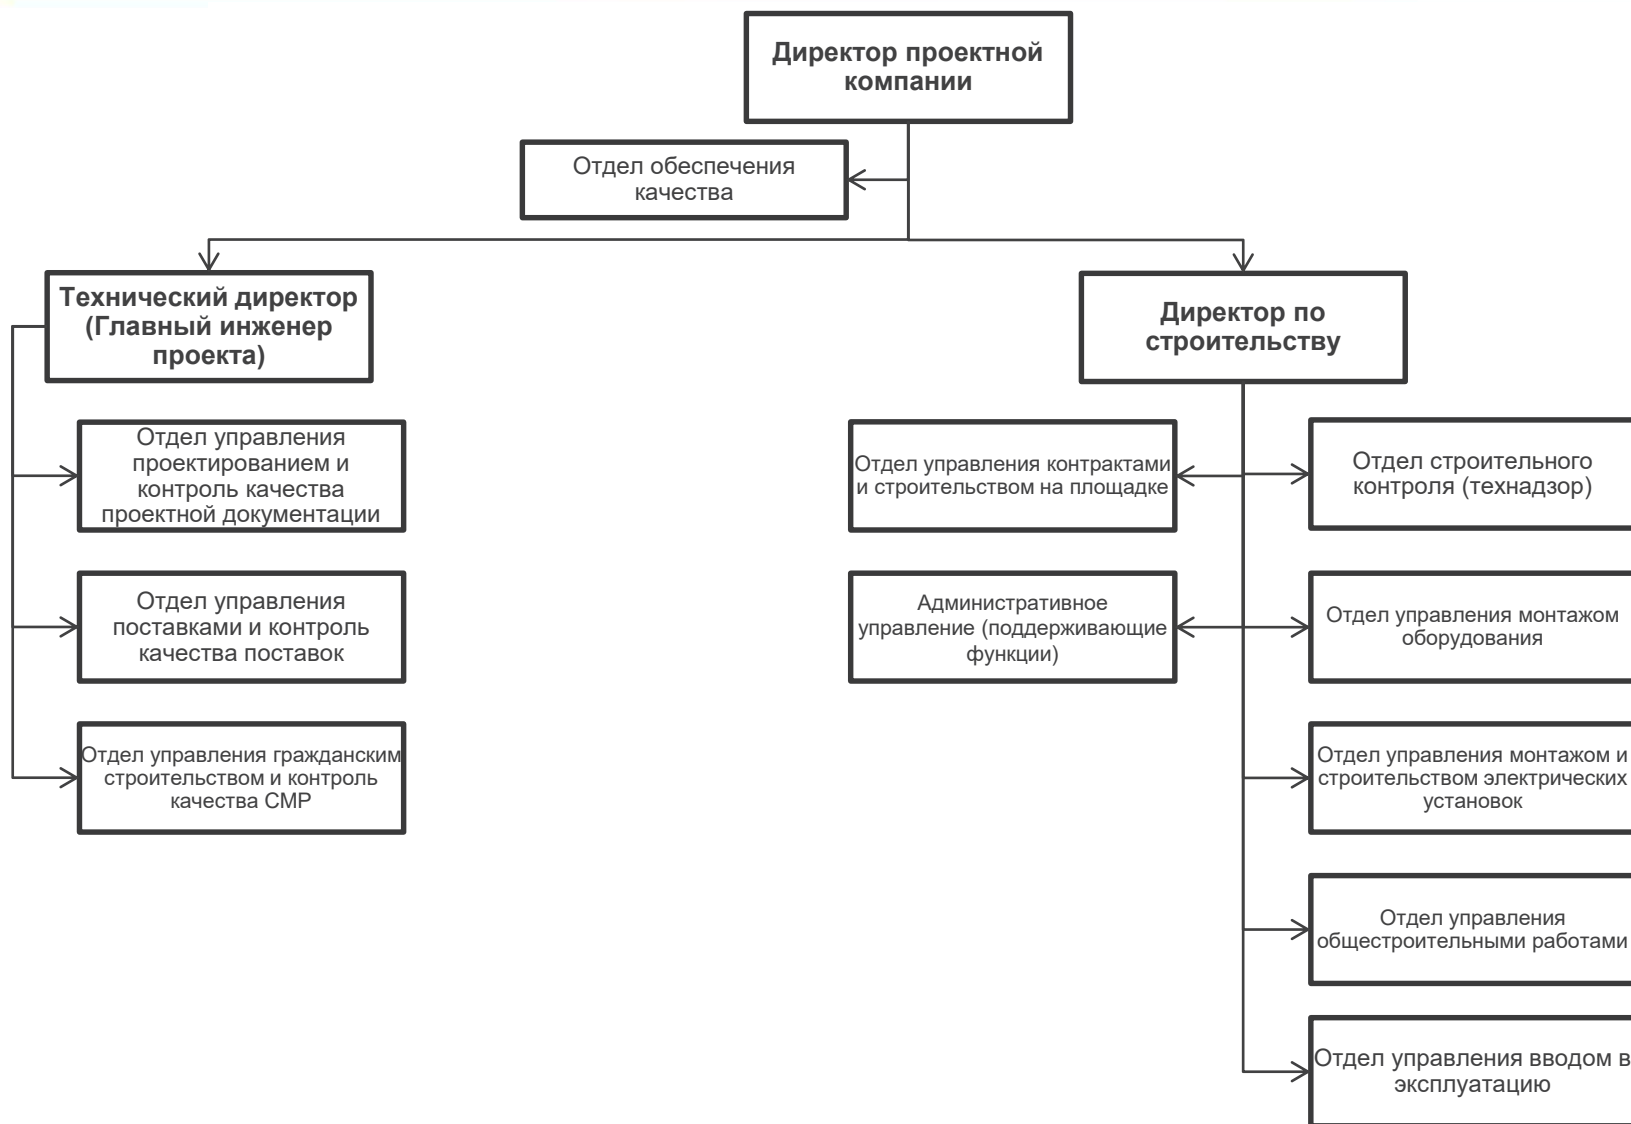 Директор проектной
компании
Отдел обеспечения
качества
Технический директор
(Главный инженер
проекта)
Директор по
строительству
Отдел управления
проектированием и
контроль качества
проектной документации
Отдел управления
поставками и контроль
качества поставок
Отдел управления гражданским
строительством и контроль
качества СМР
Отдел управления контрактами
и строительством на площадке
Административное
управление (поддерживающие
функции)
Отдел строительного
контроля (технадзор)
Отдел управления монтажом
оборудования
Отдел управления монтажом и
строительством электрических
установок
Отдел управления
общестроительными работами
Отдел управления вводом в
эксплуатацию